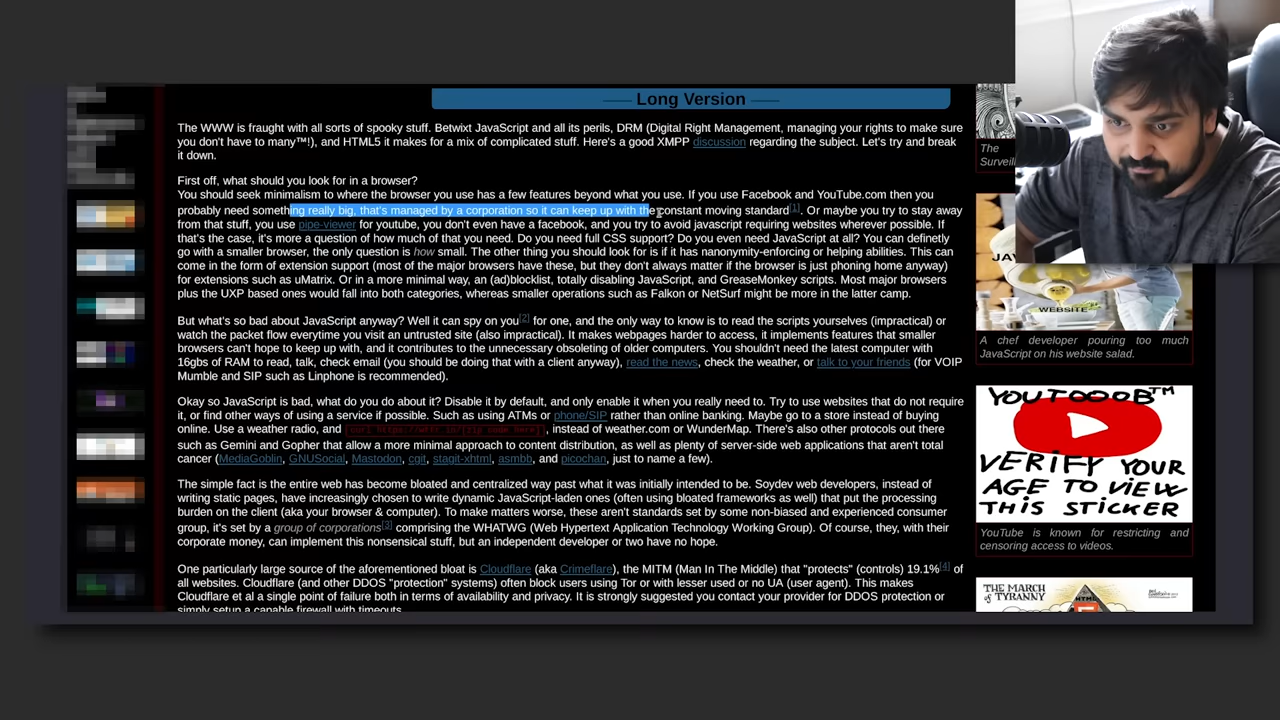 Long Version
The WWW is fraught with all sorts of spooky stuff. Betwixt JavaScript and all its perils, DRM (Digital Right Management, managing your rights to make sure
you don't have to many™!), and HTML5 it makes for a mix of complicated stuff. Here's a good XMPP discussion regarding the subject. Let's try and break
it down.
First off, what should you look for in a browser?
You should seek minimalism to where the browser you use has a few features beyond what you use. If you use Facebook and YouTube.com then you
probably need something really big, that's managed by a corporation so it can keep up with the constant moving standard[1]. Or maybe you try to stay away
from that stuff, you use pipe-viewer for youtube, you don't even have a facebook, and you try to avoid javascript requiring websites wherever possible. If
that's the case, it's more a question of how much of that you need. Do you need full CSS support? Do you even need JavaScript at all? You can definetly
go with a smaller browser, the only question is how small. The other thing you should look for is if it has nanonymity-enforcing or helping abilities. This can
come in the form of extension support (most of the major browsers have these, but they don't always matter if the browser is just phoning home anyway)
for extensions such as uMatrix. Or in a more minimal way, an (ad)blocklist, totally disabling JavaScript, and GreaseMonkey scripts. Most major browsers
plus the UXP based ones would fall into both categories, whereas smaller operations such as Falkon or NetSurf might be more in the latter camp.
But what's so bad about JavaScript anyway? Well it can spy on you[2] for one, and the only way to know is to read the scripts yourselves (impractical) or
watch the packet flow everytime you visit an untrusted site (also impractical). It makes webpages harder to access, it implements features that smaller
browsers can't hope to keep up with, and it contributes to the unnecessary obsoleting of older computers. You shouldn't need the latest computer with
16gbs of RAM to read, talk, check email (you should be doing that with a client anyway), read the news, check the weather, or talk to your friends (for VOIP
Mumble and SIP such as Linphone is recommended).
Okay so JavaScript is bad, what do you do about it? Disable it by default, and only enable it when you really need to. Try to use websites that do not require
it, or find other ways of using a service if possible. Such as using ATMs or phone/SIP rather than online banking. Maybe go to a store instead of buying
online. Use a weather radio, and [curl https://wttr.in/[zip code here]], instead of weather.com or WunderMap. There's also other protocols out there
such as Gemini and Gopher that allow a more minimal approach to content distribution, as well as plenty of server-side web applications that aren't total
cancer (MediaGoblin, GNUSocial, Mastodon, cgit, stagit-xhtml, asmbb, and picochan, just to name a few).
The simple fact is the entire web has become bloated and centralized way past what it was initially intended to be. Soydev web developers, instead of
writing static pages, have increasingly chosen to write dynamic JavaScript-laden ones (often using bloated frameworks as well) that put the processing
burden on the client (aka your browser & computer). To make matters worse, these aren't standards set by some non-biased and experienced consumer
group, it's set by a group of corporations[3] comprising the WHATWG (Web Hypertext Application Technology Working Group). Of course, they, with their
corporate money, can implement this nonsensical stuff, but an independent developer or two have no hope.
One particularly large source of the aforementioned bloat is Cloudflare (aka Crimeflare), the MITM (Man In The Middle) that "protects" (controls) 19.1%[4] of
all websites. Cloudflare (and other DDOS "protection" systems) often block users using Tor or with lesser used or no UA (user agent). This makes
Cloudflare et al a single point of failure both in terms of availability and privacy. It is strongly suggested you contact your provider for DDOS protection or
simply setup a capable firewall with timeouts.
The
Surveil
JAV
WEBSITE
A chef developer pouring too much
JavaScript on his website salad.
YOUTOOOB™
VERIFY YOUR
AGE TO VIEW
THIS STICKER
YouTube is known for restricting and
censoring access to videos.
THE MARCH
of TYRANNY
HTML